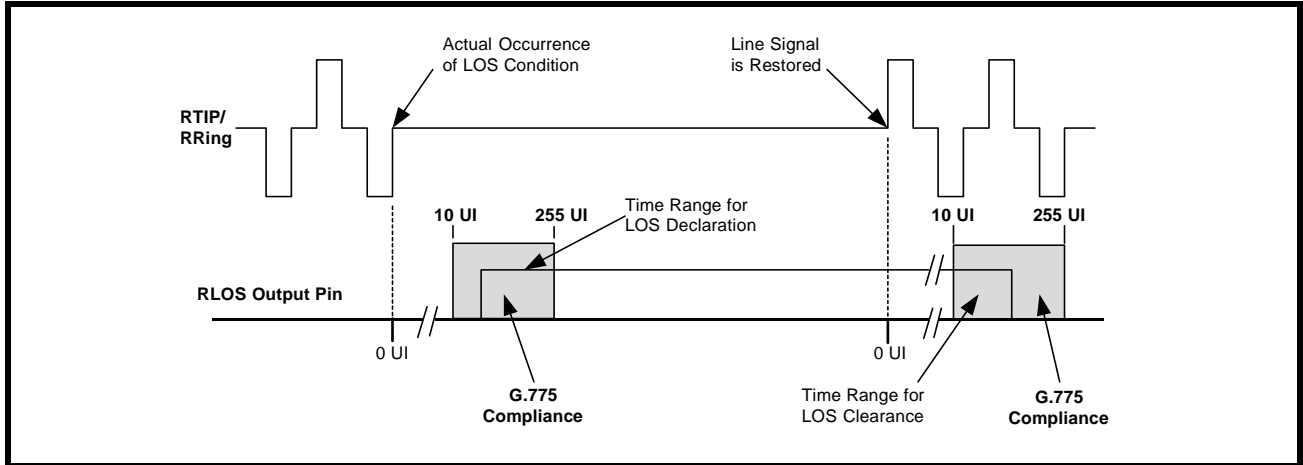 Actual Occurrence
of LOS Condition
Line Signal
is Restored
RTIP/
RRing
10 UI
255 UI
Time Range for
LOS Declaration
10 UI
255 UI
RLOS Output Pin
0 UI
0 UI
G.775
Compliance
Time Range for
LOS Clearance
G.775
Compliance